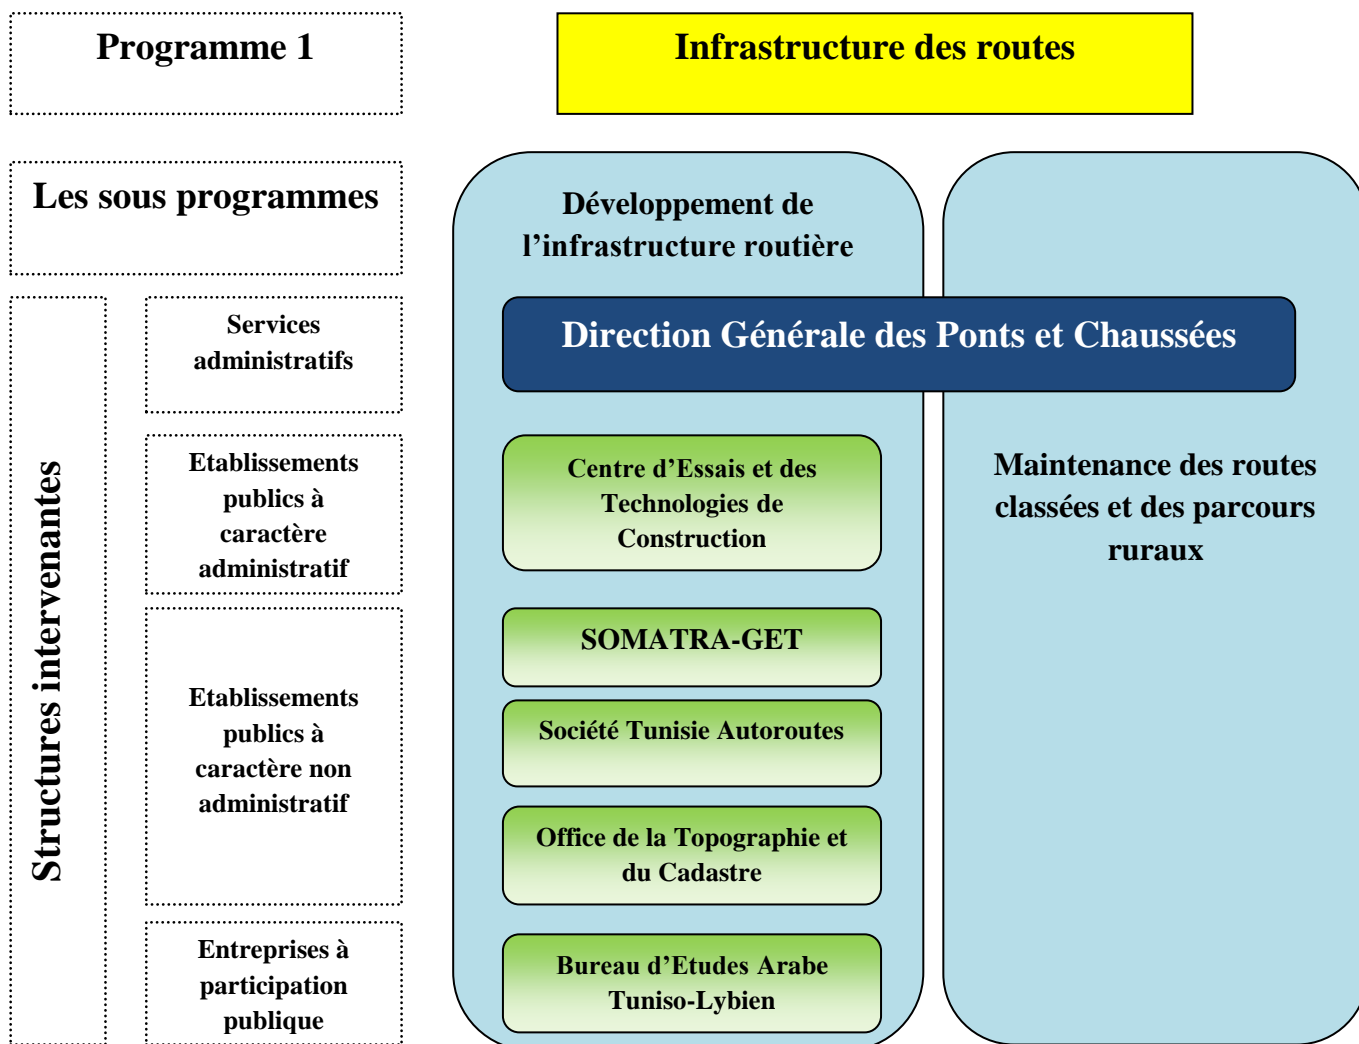 Programme 1
Infrastructure des routes
Les sous programmes
Développement de
l’infrastructure routière
Structures intervenantes
Services
administratifs
Direction Générale des Ponts et Chaussées
Etablissements
publics à
caractère
administratif
Centre d’Essais et des
Technologies de
Construction
Maintenance des routes
classées et des parcours
ruraux
Etablissements
publics à
caractère non
administratif
SOMATRA-GET
Société Tunisie Autoroutes
Office de la Topographie et
du Cadastre
Entreprises à
participation
publique
Bureau d’Etudes Arabe
Tuniso-Lybien